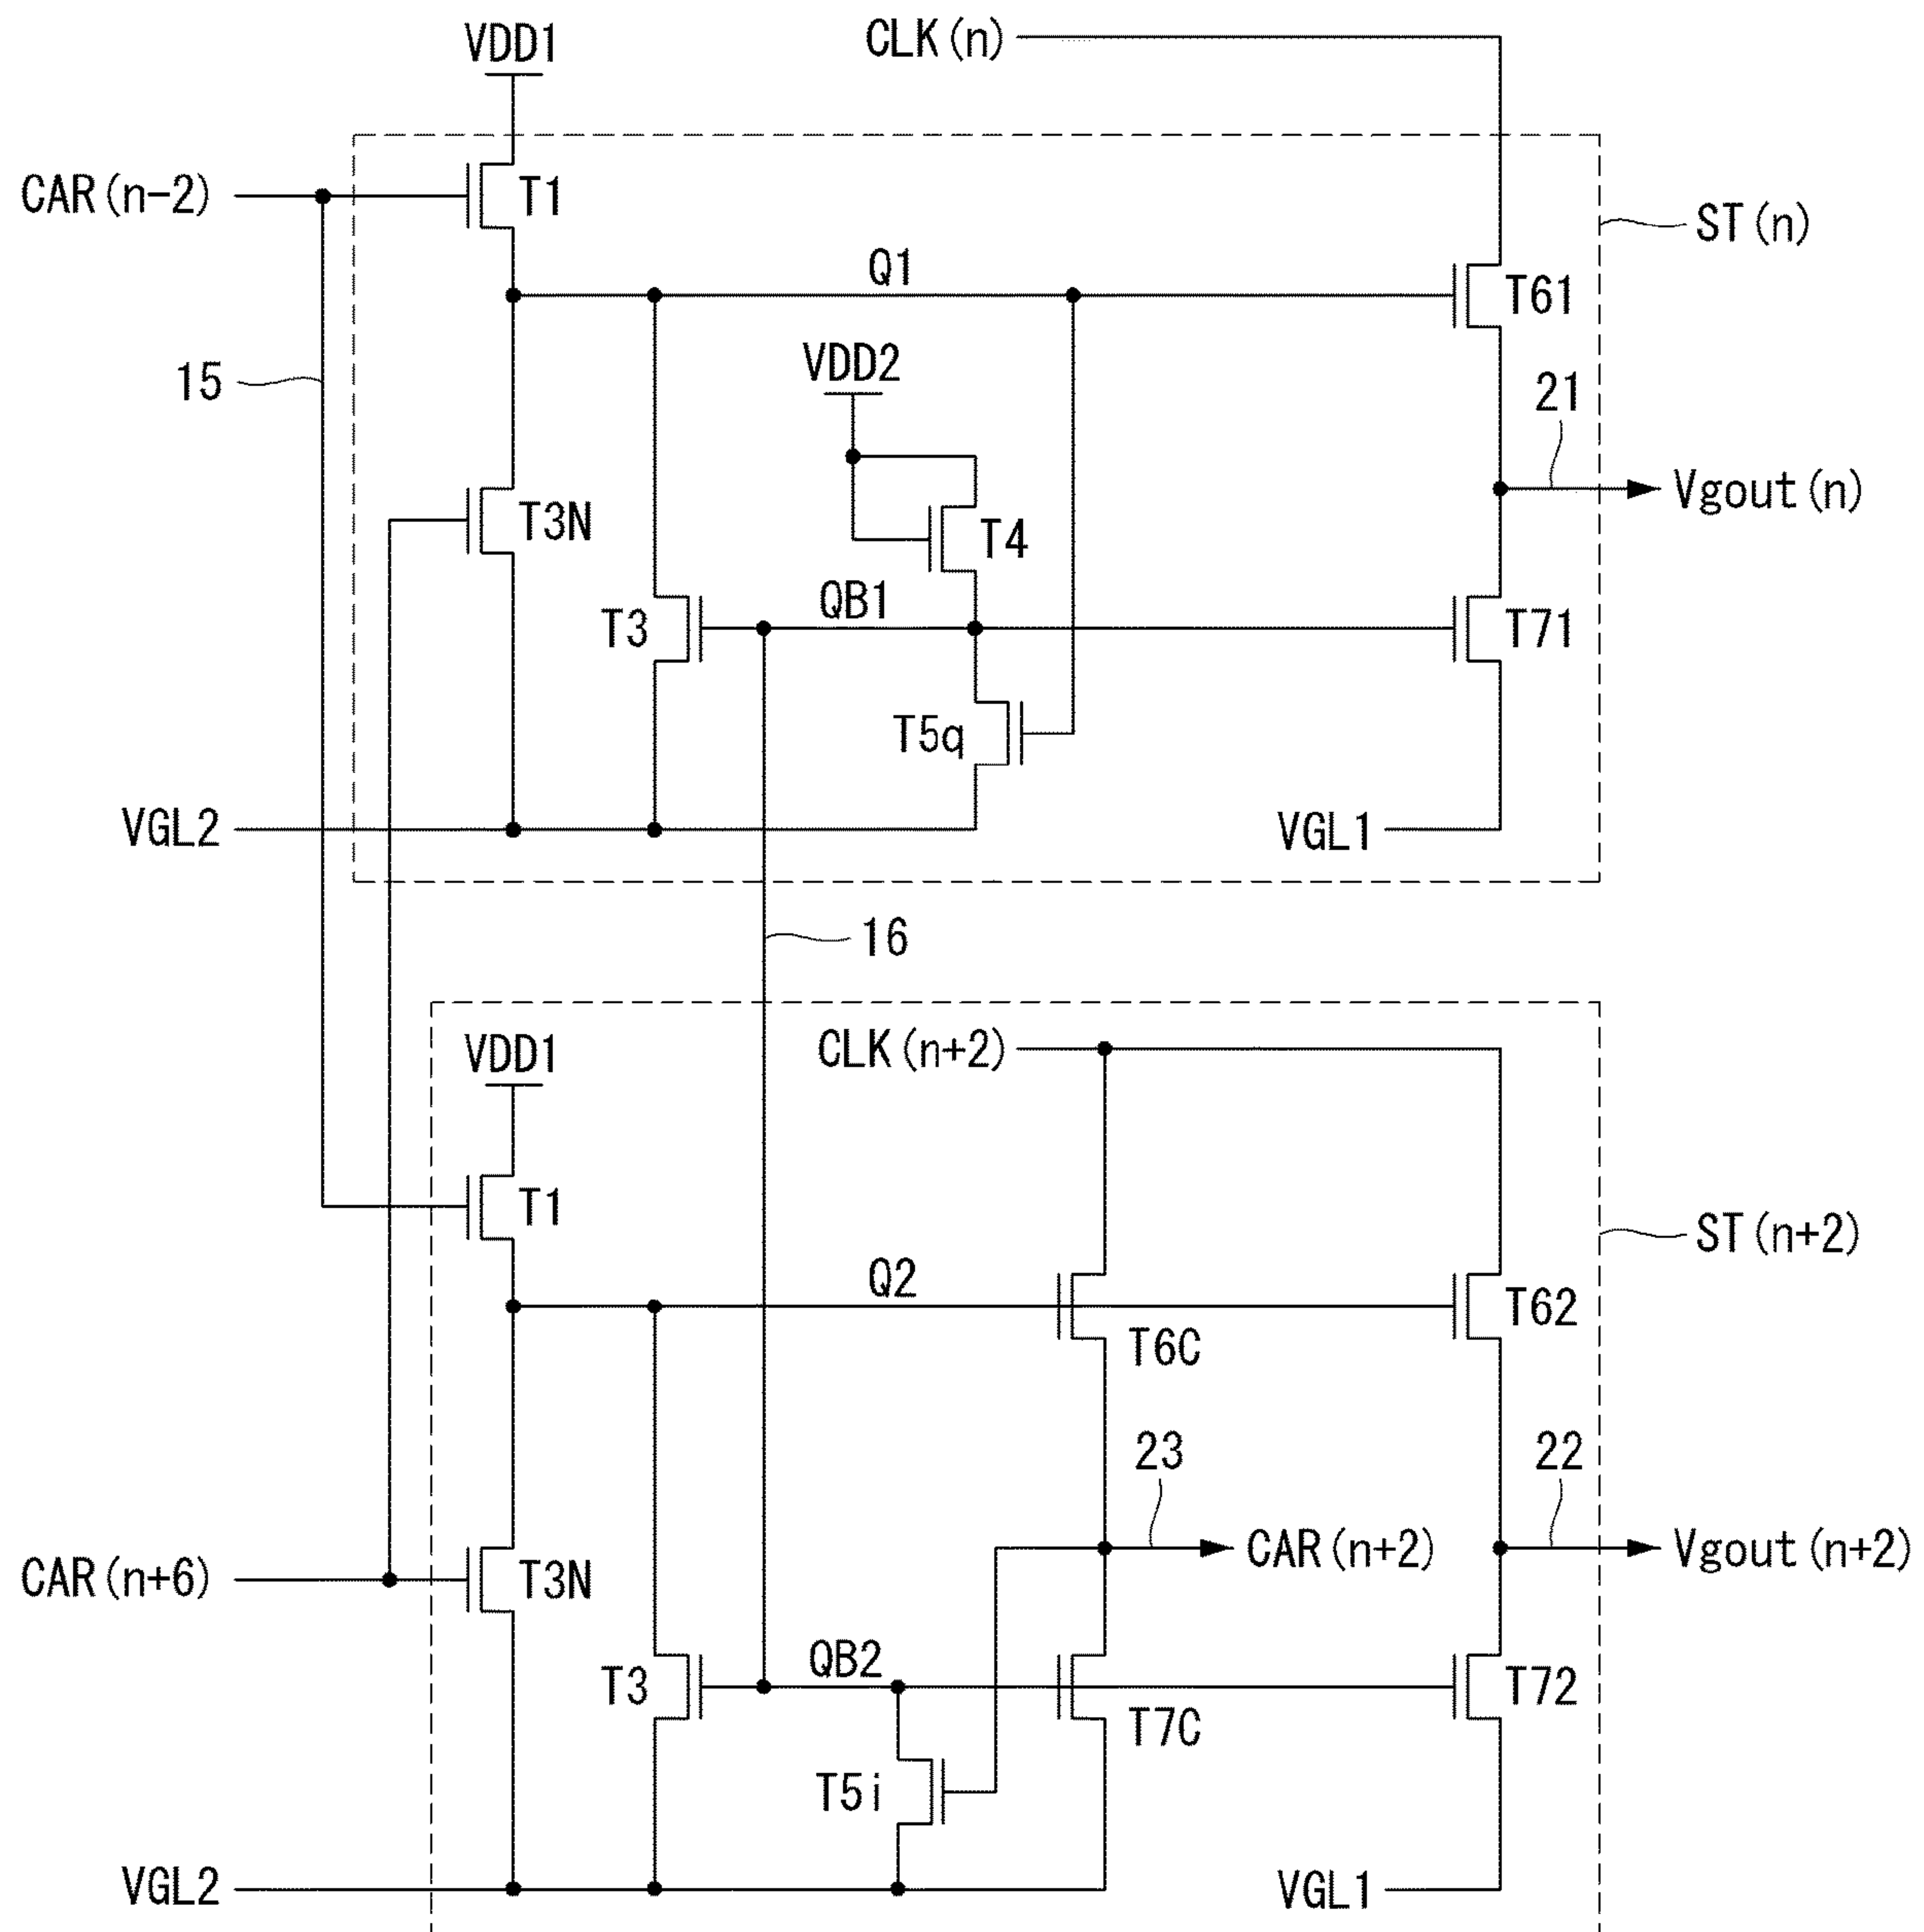 VDD1
CLK(n)
CAR(n-2)
T1
ST(n)
Q1
T61
VDD2
15
21
T3N
T4
Vgout(n)
QB1
T3
T71
T5q
VGL2
VGL1
16
VDD1
CLK(n+2)
T1
ST(n+2)
Q2
T62
T6C
23
22
CAR(n+6)
T3N
CAR(n+2)
Vgout(n+2)
QB2
T3
T72
T7C
T5i
VGL2
VGL1